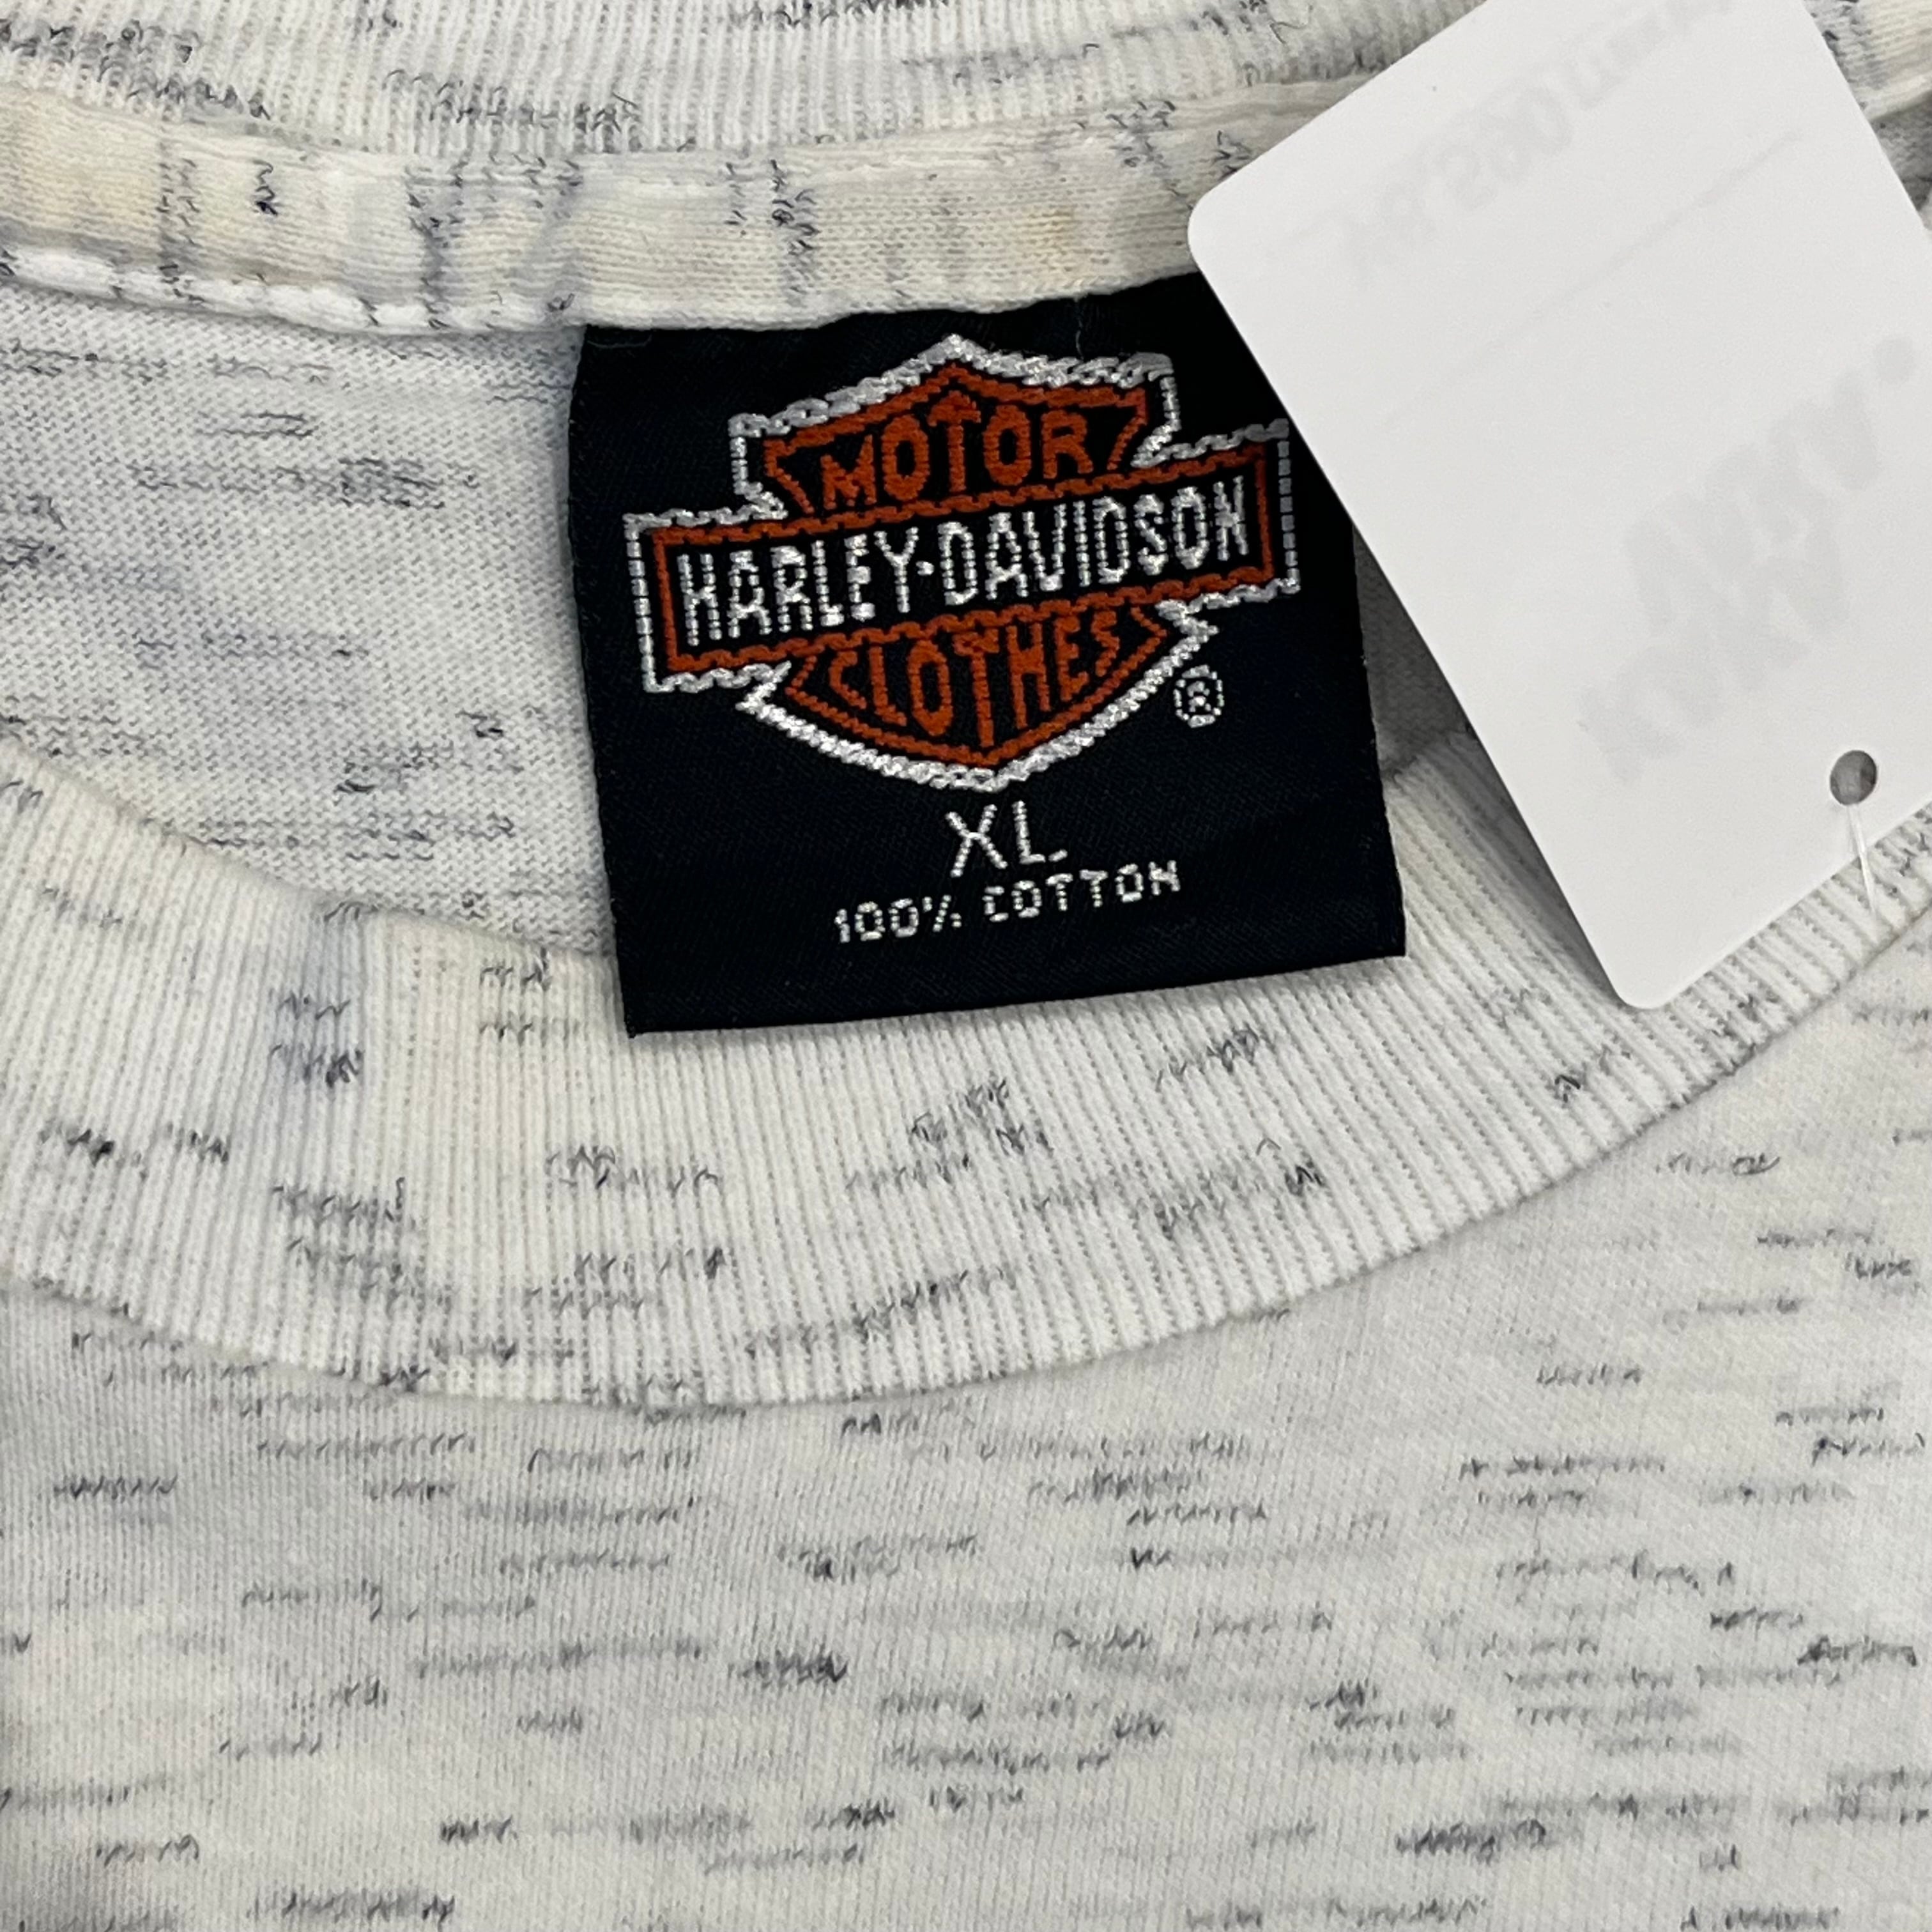 MOTOR
HARLEY-DAVIDSON
CLOTHES
®
XL
100% COTTON